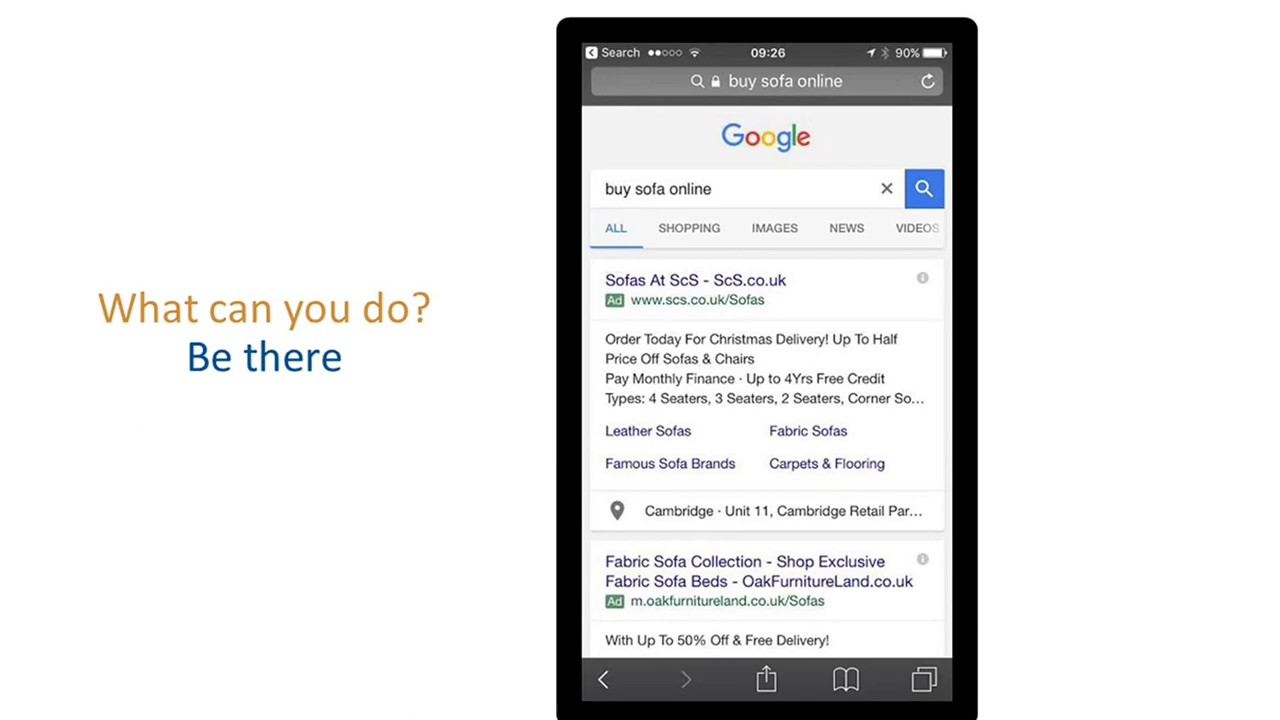 What can you do?
Be there
Search
09:26
90%
buy sofa online
Google
buy sofa online
ALL SHOPPING IMAGES NEWS VIDEOS
Sofas At ScS - ScS.co.uk
Ad www.scs.co.uk/Sofas
Order Today For Christmas Delivery! Up To Half
Price Off Sofas & Chairs
Pay Monthly Finance · Up to 4Yrs Free Credit
Types: 4 Seaters, 3 Seaters, 2 Seaters, Corner So...
Leather Sofas Fabric Sofas
Famous Sofa Brands Carpets & Flooring
Cambridge · Unit 11, Cambridge Retail Par...
Fabric Sofa Collection - Shop Exclusive
Fabric Sofa Beds - OakFurnitureLand.co.uk
Ad m.oakfurnitureland.co.uk/Sofas
With Up To 50% Off & Free Delivery!